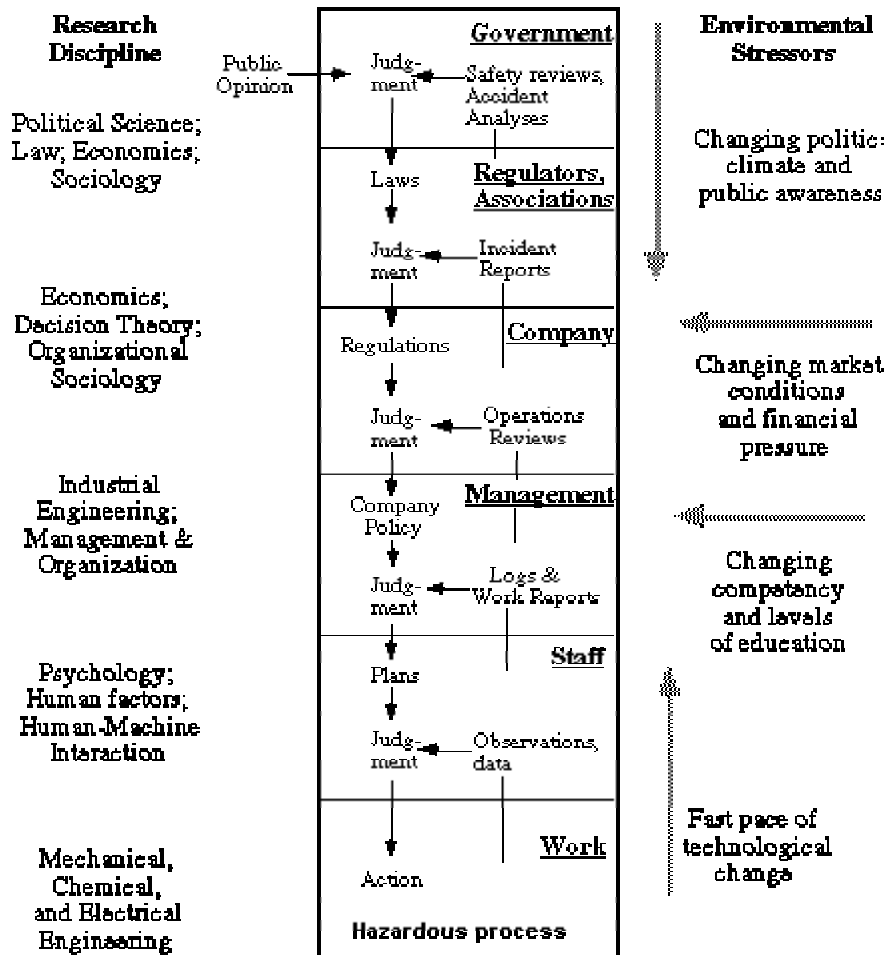 Research
Discipline
Political Science;
Law; Economics;
Sociology
Economics;
Decision Theory;
Organizational
Sociology
Industrial
Engineering;
Management &
Organization
Psychology;
Human factors;
Human-Machine
Interaction
Mechanical,
Chemical,
and Electrical
Engineering
Public
Opinion
Government
Judg-
ment
Safety reviews,
Accident
Analyses
Laws
Regulators,
Associations
Judg-
ment
Incident
Reports
Company
Regulations
Judg-
ment
Operations
Reviews
Management
Company
Policy
Judg-
ment
Logs &
Work Reports
Staff
Plans
Judg-
ment
Observations,
data
Work
Action
Hazardous process
Environmental
Stressors
Changing politic
climate and
public awareness
Changing market
conditions
and financial
pressure
Changing
competency
and levels
of education
Fast pace of
technological
change